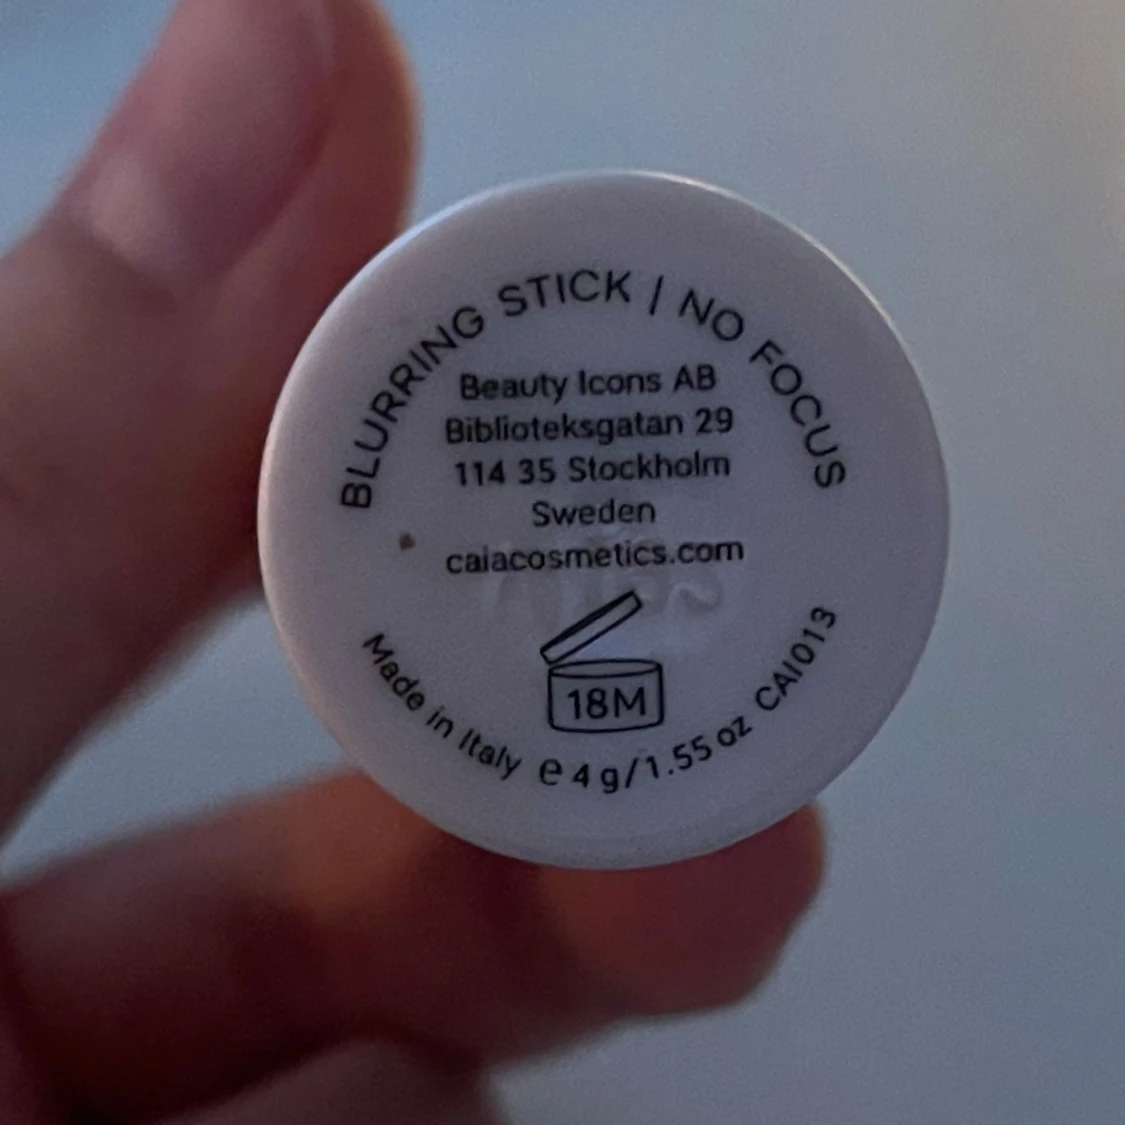 BLURRING STICK | NO FOCUS
Beauty Icons AB
Biblioteksgatan 29
114 35 Stockholm
Sweden
caiacosmetics.com
18M
Made in Italy ℮ 4 g/1.55 oz CAI013